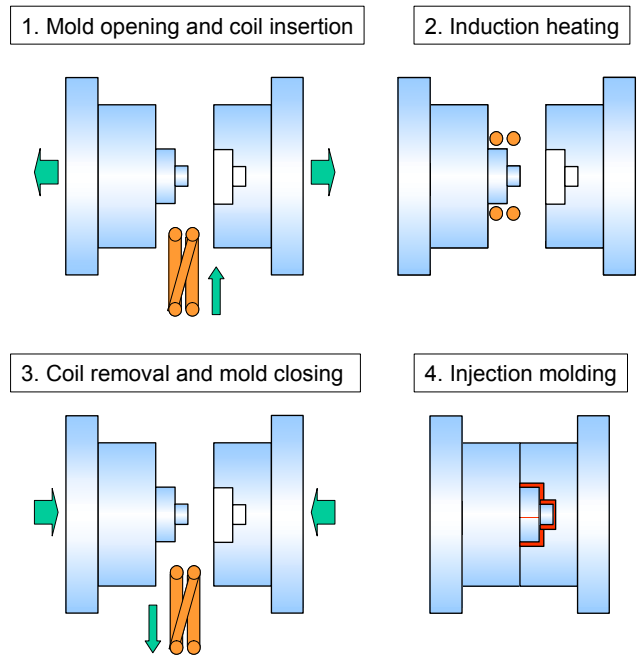 1. Mold opening and coil insertion
2. Induction heating
3. Coil removal and mold closing
4. Injection molding